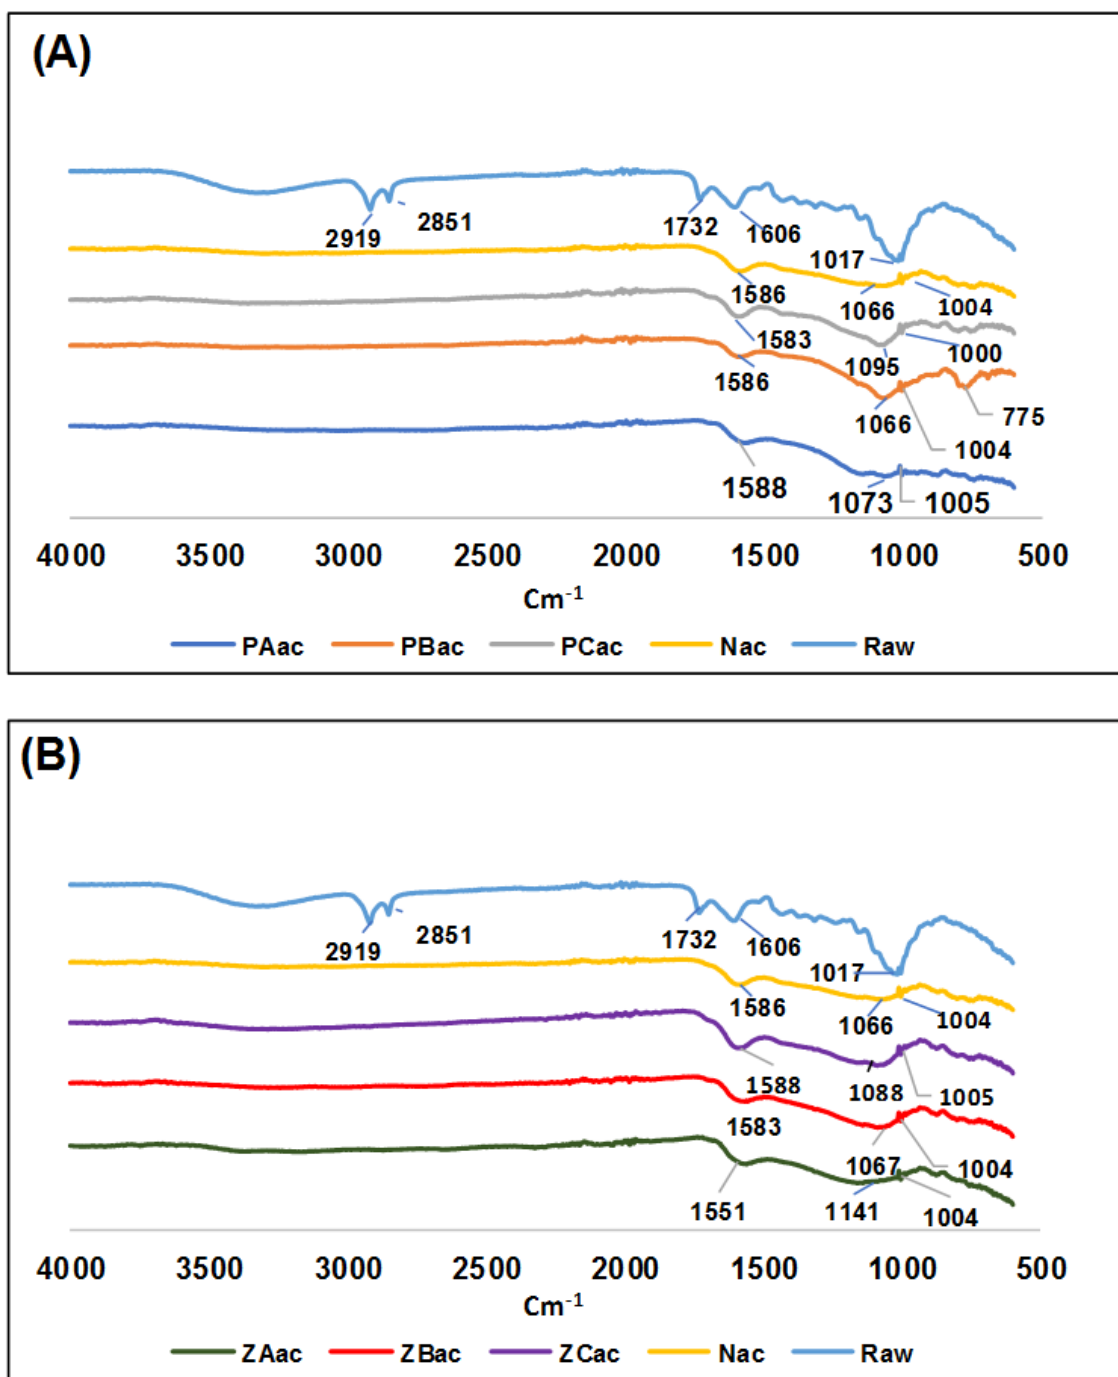 (A)
2919 2851 1732 1606
1017
1586 1066 1004
1583 1095 1000
1586 1066 1004 775
1588 1073 1005
4000 3500 3000 2500 2000 1500 1000 500
Cm-1
PAac PBac PCac Nac Raw
(B)
2919 2851 1732 1606
1017
1586 1066 1004
1588 1088 1005
1583 1067 1004
1551 1141 1004
4000 3500 3000 2500 2000 1500 1000 500
Cm-1
ZAac ZBac ZCac Nac Raw